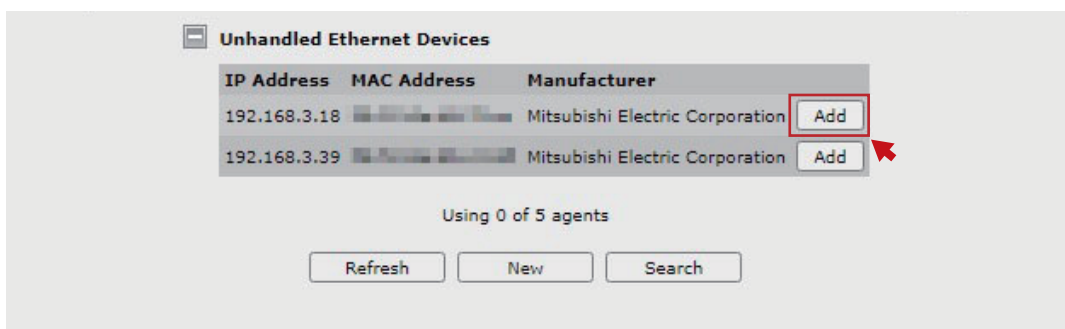 Unhandled Ethernet Devices
IP Address MAC Address Manufacturer
192.168.3.18 Mitsubishi Electric Corporation Add
192.168.3.39 Mitsubishi Electric Corporation Add
Using 0 of 5 agents
Refresh New Search